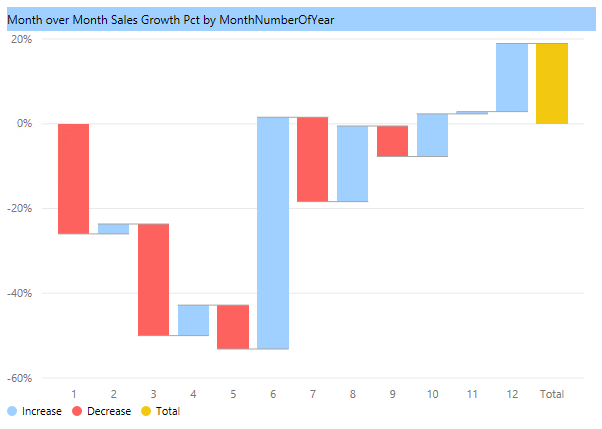 Month over Month Sales Growth Pct by MonthNumberOfYear
20%
0%
-20%
-40%
-60%
1 2 3 4 5 6 7 8 9 10 11 12 Total
Increase Decrease Total